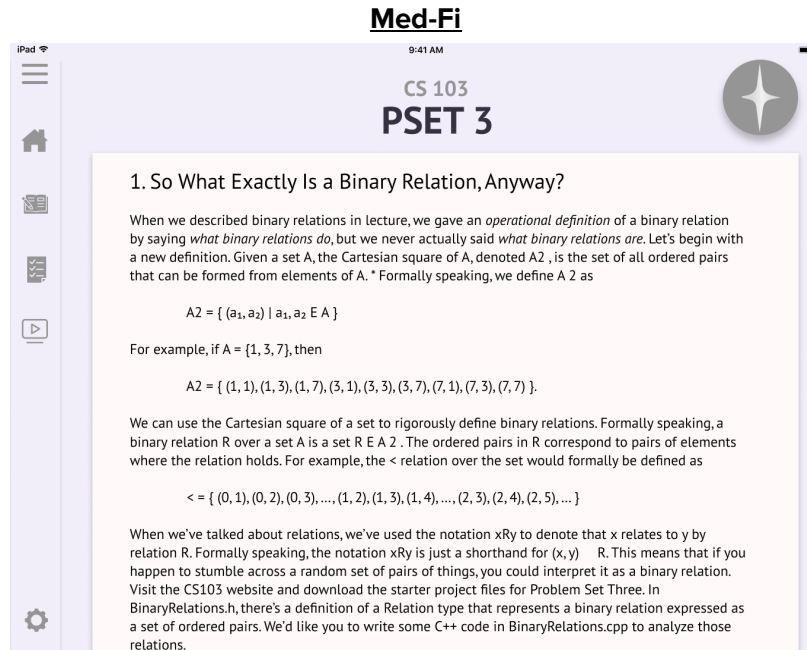 Med-Fi
iPad
9:41 AM
CS 103
PSET 3
1. So What Exactly Is a Binary Relation, Anyway?
When we described binary relations in lecture, we gave an operational definition of a binary relation
by saying what binary relations do, but we never actually said what binary relations are. Let's begin with
a new definition. Given a set A, the Cartesian square of A, denoted A2 , is the set of all ordered pairs
that can be formed from elements of A. * Formally speaking, we define A 2 as
A2 = { (a₁, a₂) | a₁, a₂ E A }
For example, if A = {1, 3, 7}, then
A2 = { (1, 1), (1, 3), (1, 7), (3, 1), (3, 3), (3, 7), (7, 1), (7, 3), (7, 7) }.
We can use the Cartesian square of a set to rigorously define binary relations. Formally speaking, a
binary relation R over a set A is a set R E A 2 . The ordered pairs in R correspond to pairs of elements
where the relation holds. For example, the < relation over the set would formally be defined as
< = { (0, 1), (0, 2), (0, 3), ..., (1, 2), (1, 3), (1, 4), ..., (2, 3), (2, 4), (2, 5), ... }
When we've talked about relations, we've used the notation xRy to denote that x relates to y by
relation R. Formally speaking, the notation xRy is just a shorthand for (x, y) R. This means that if you
happen to stumble across a random set of pairs of things, you could interpret it as a binary relation.
Visit the CS103 website and download the starter project files for Problem Set Three. In
BinaryRelations.h, there's a definition of a Relation type that represents a binary relation expressed as
a set of ordered pairs. We'd like you to write some C++ code in BinaryRelations.cpp to analyze those
relations.